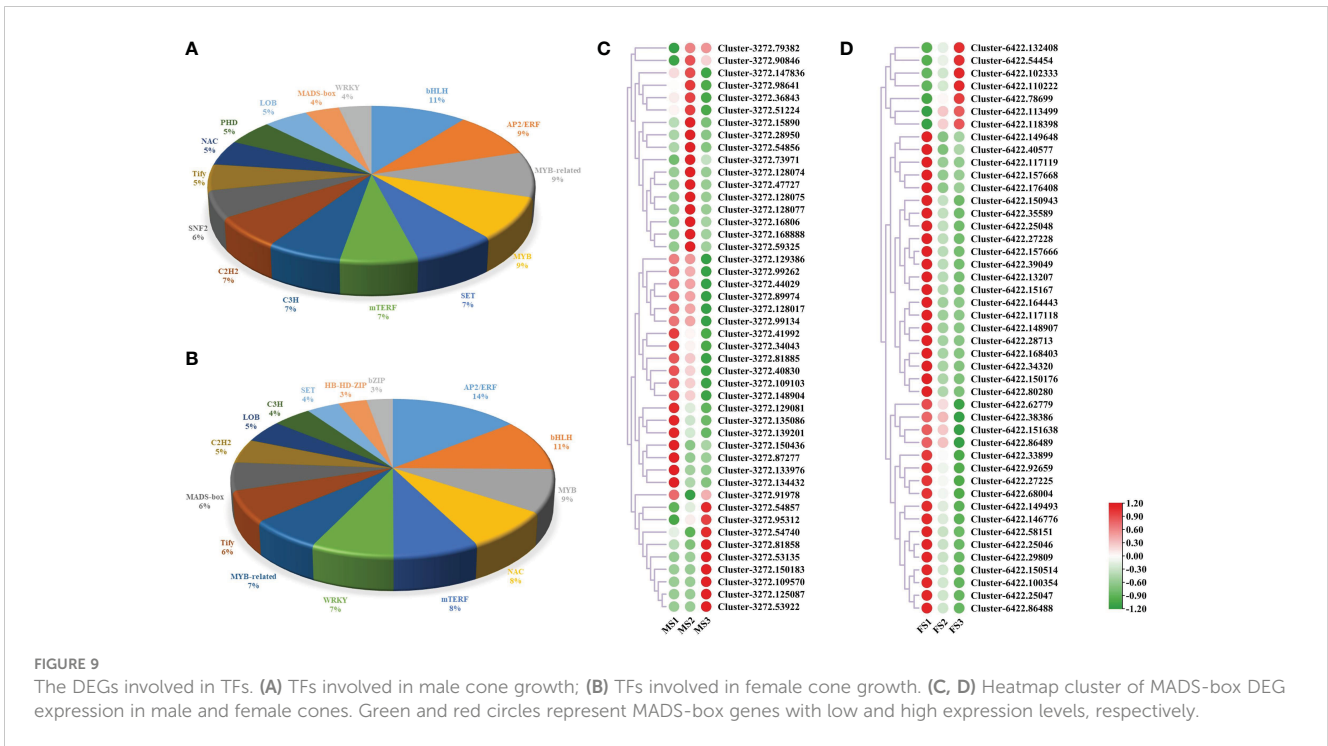 A
bHLH
11%
AP2/ERF
9%
MYB-related
9%
MYB
9%
SET
7%
mTERF
7%
C3H
7%
C2H2
7%
SNF2
6%
Tify
5%
NAC
5%
PHD
5%
LOB
5%
MADS-box
4%
WRKY
4%
B
AP2/ERF
14%
bHLH
11%
MYB
9%
NAC
8%
mTERF
8%
WRKY
7%
MYB-related
7%
Tify
6%
MADS-box
6%
C2H2
5%
LOB
5%
C3H
4%
SET
4%
HB-HD-ZIP
3%
bZIP
3%
C
Cluster-3272.79382
Cluster-3272.90846
Cluster-3272.147836
Cluster-3272.98641
Cluster-3272.36843
Cluster-3272.51224
Cluster-3272.15890
Cluster-3272.28950
Cluster-3272.54856
Cluster-3272.73971
Cluster-3272.128074
Cluster-3272.47727
Cluster-3272.128075
Cluster-3272.128077
Cluster-3272.16806
Cluster-3272.168888
Cluster-3272.59325
Cluster-3272.129386
Cluster-3272.99262
Cluster-3272.44029
Cluster-3272.89974
Cluster-3272.128017
Cluster-3272.99134
Cluster-3272.41992
Cluster-3272.34043
Cluster-3272.81885
Cluster-3272.40830
Cluster-3272.109103
Cluster-3272.148904
Cluster-3272.129081
Cluster-3272.135086
Cluster-3272.139201
Cluster-3272.150436
Cluster-3272.87277
Cluster-3272.133976
Cluster-3272.134432
Cluster-3272.91978
Cluster-3272.54857
Cluster-3272.95312
Cluster-3272.54740
Cluster-3272.81858
Cluster-3272.53135
Cluster-3272.150183
Cluster-3272.109570
Cluster-3272.125087
Cluster-3272.53922
MS1 MS2 MS3
D
Cluster-6422.132408
Cluster-6422.54454
Cluster-6422.102333
Cluster-6422.110222
Cluster-6422.78699
Cluster-6422.113499
Cluster-6422.118398
Cluster-6422.149648
Cluster-6422.40577
Cluster-6422.117119
Cluster-6422.157668
Cluster-6422.176408
Cluster-6422.150943
Cluster-6422.35589
Cluster-6422.25048
Cluster-6422.27228
Cluster-6422.157666
Cluster-6422.39049
Cluster-6422.13207
Cluster-6422.15167
Cluster-6422.164443
Cluster-6422.117118
Cluster-6422.148907
Cluster-6422.28713
Cluster-6422.168403
Cluster-6422.34320
Cluster-6422.150176
Cluster-6422.80280
Cluster-6422.62779
Cluster-6422.38386
Cluster-6422.151638
Cluster-6422.86489
Cluster-6422.33899
Cluster-6422.92659
Cluster-6422.27225
Cluster-6422.68004
Cluster-6422.149493
Cluster-6422.146776
Cluster-6422.58151
Cluster-6422.25046
Cluster-6422.29809
Cluster-6422.150514
Cluster-6422.100354
Cluster-6422.25047
Cluster-6422.86488
FS1 FS2 FS3
1.20
0.90
0.60
0.30
0.00
-0.30
-0.60
-0.90
-1.20
FIGURE 9
The DEGs involved in TFs. (A) TFs involved in male cone growth; (B) TFs involved in female cone growth. (C, D) Heatmap cluster of MADS-box DEG
expression in male and female cones. Green and red circles represent MADS-box genes with low and high expression levels, respectively.